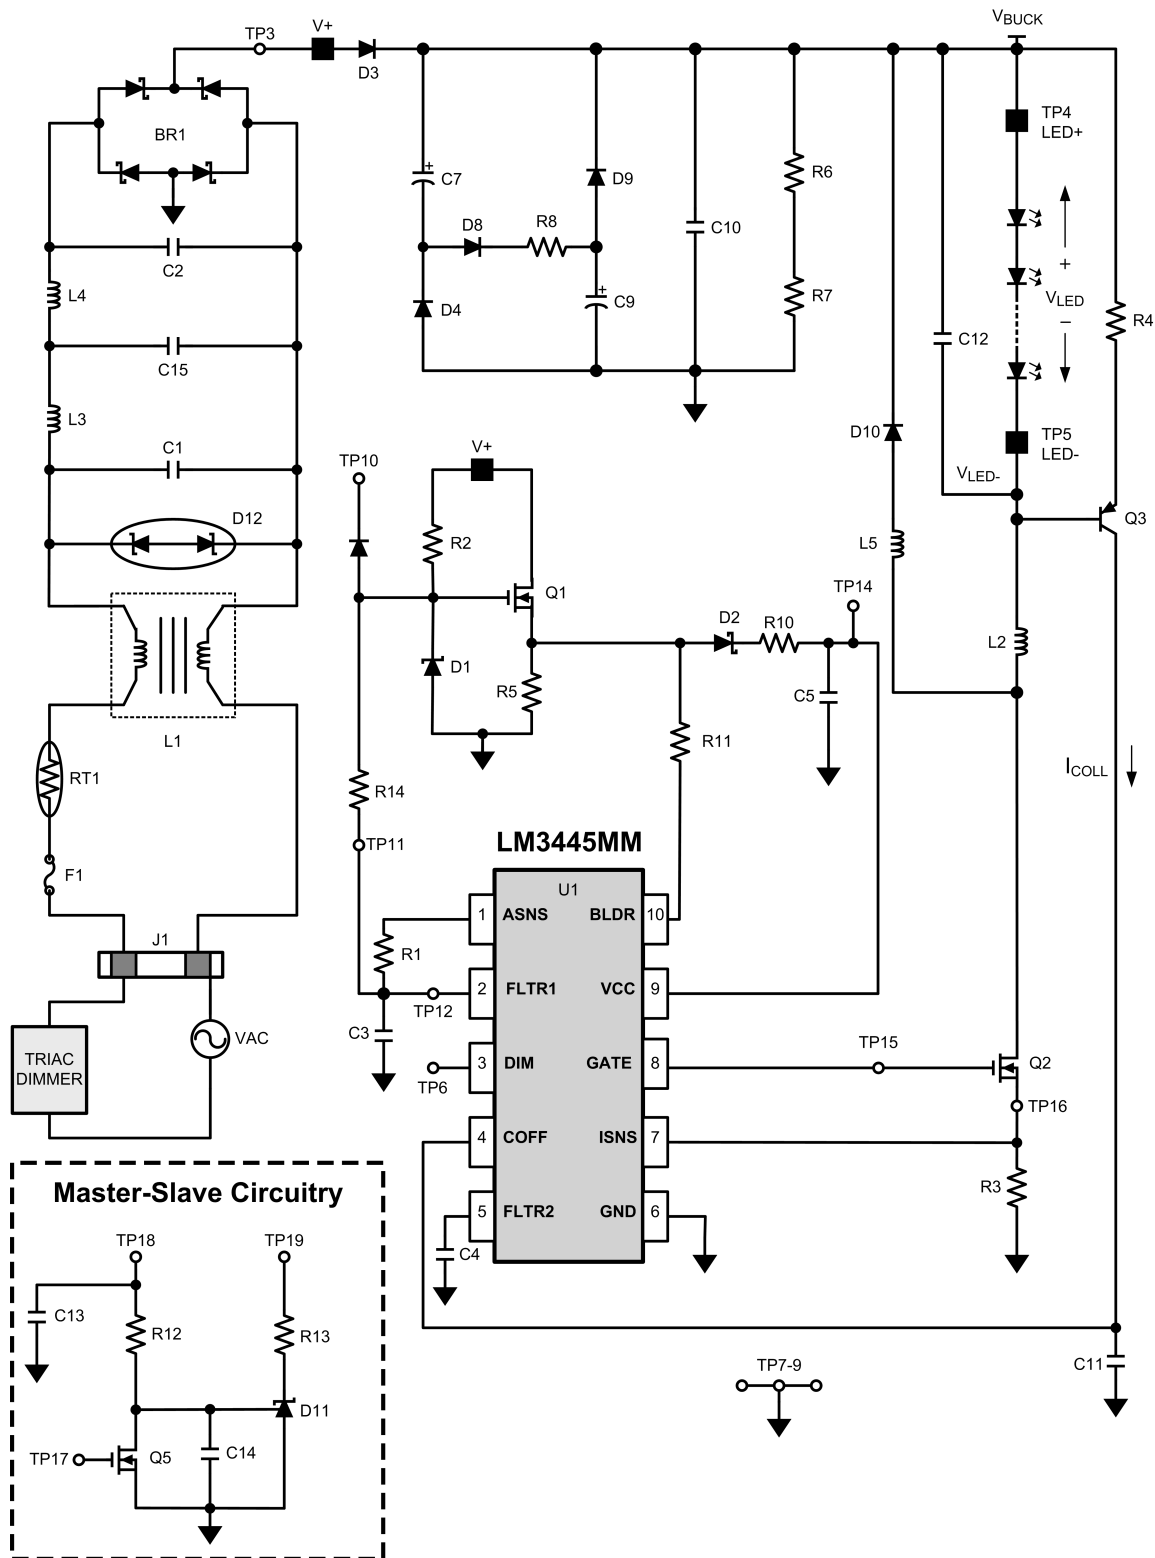 TP3
V+
D3
VBUCK
BR1
TP4
LED+
C7
D9
R6
D8
R8
C10
C2
L4
D4
C9
R7
C12
+
VLED
–
R4
C15
L3
D10
TP5
LED-
C1
TP10
V+
VLED-
D12
R2
Q3
L5
Q1
TP14
D2
R10
L2
D1
R5
C5
L1
R11
RT1
R14
ICOLL
TP11
LM3445MM
F1
U1
1 ASNS
BLDR 10
J1
R1
2 FLTR1
VCC 9
TP12
C3
VAC
TRIAC
DIMMER
TP15
3 DIM
GATE 8
Q2
TP6
TP16
4 COFF
ISNS 7
R3
Master-Slave Circuitry
5 FLTR2
GND 6
TP18
TP19
C4
C13
R12
R13
TP7-9
C11
D11
TP17
Q5
C14